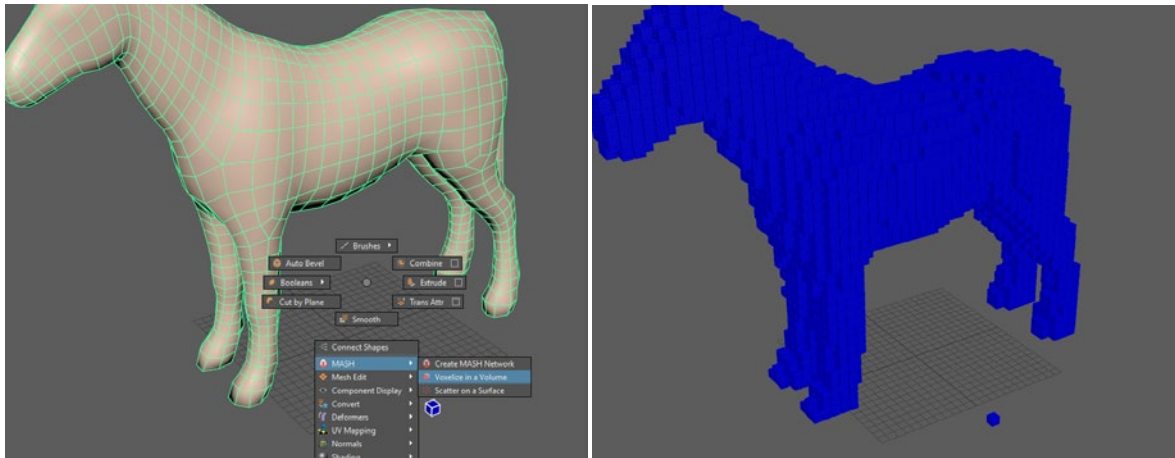 Brushes
Auto Bevel
Combine
Booleans
Extrude
Cut by Plane
Trans Attr
Smooth
Connect Shapes
MASH
Create MASH Network
Mesh Edit
Voxelize in a Volume
Component Display
Scatter on a Surface
Convert
Deformers
UV Mapping
Normals
Shading